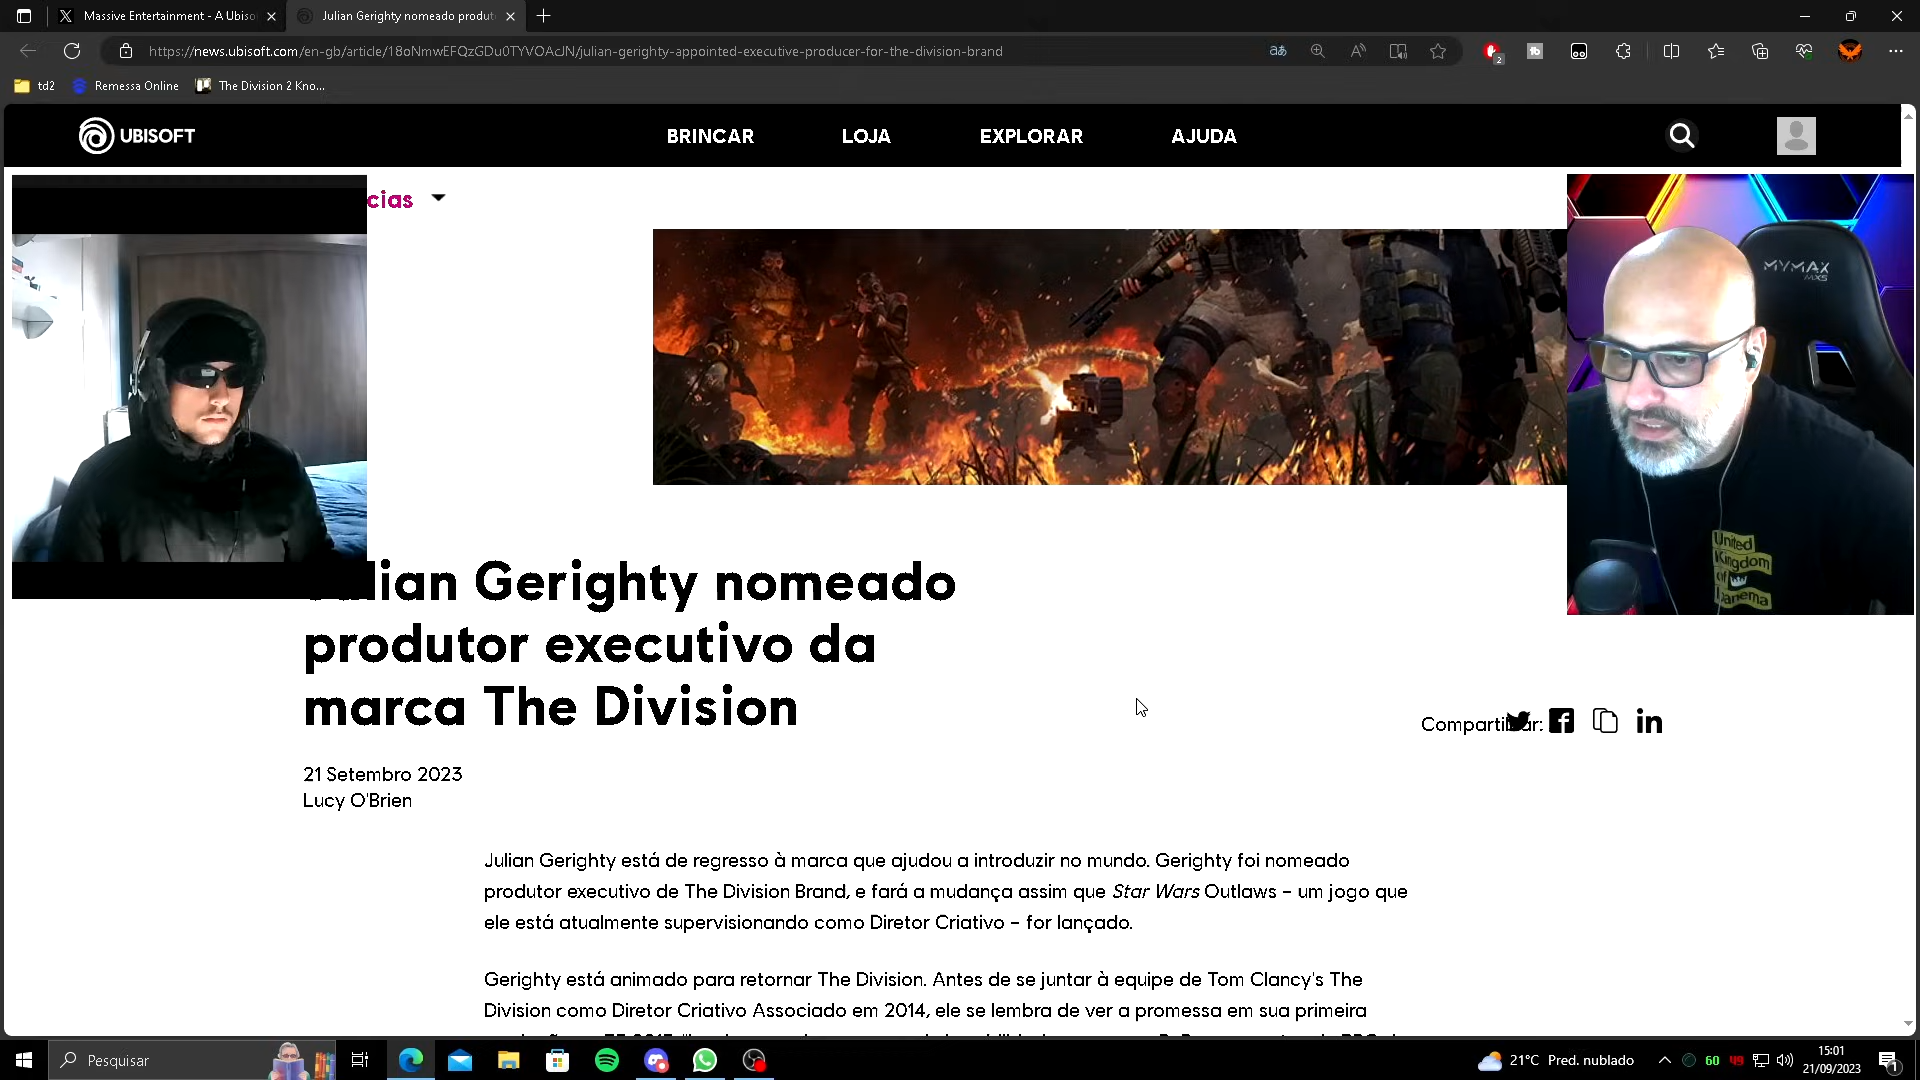 Massive Entertainment - A Ubiso
Julian Gerighty nomeado produt
https://news.ubisoft.com/en-gb/article/18oNmwEFQzGDu0TYVOAcJN/julian-gerighty-appointed-executive-producer-for-the-division-brand
td2
Remessa Online
The Division 2 Kno...
UBISOFT
BRINCAR
LOJA
EXPLORAR
AJUDA
cias
MYMAX
MX5
United
Kingdom
of
Julian Gerighty nomeado
produtor executivo da
marca The Division
Compartilhar:
21 Setembro 2023
Lucy O'Brien
Julian Gerighty está de regresso à marca que ajudou a introduzir no mundo. Gerighty foi nomeado
produtor executivo de The Division Brand, e fará a mudança assim que Star Wars Outlaws – um jogo que
ele está atualmente supervisionando como Diretor Criativo – for lançado.
Gerighty está animado para retornar The Division. Antes de se juntar à equipe de Tom Clancy's The
Division como Diretor Criativo Associado em 2014, ele se lembra de ver a promessa em sua primeira
Pesquisar
21°C Pred. nublado
60
49
15:01
21/09/2023